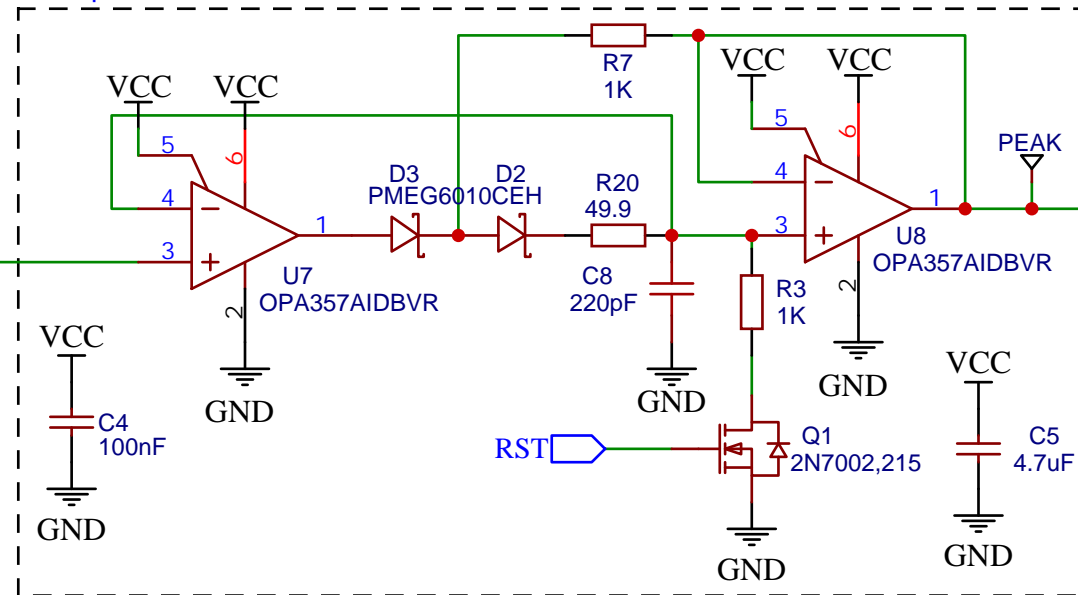 R7
1K
VCC
VCC
VCC
VCC
5
6
4
3
1
2
U7
OPA357AIDBVR
D3
D2
PMEG6010CEH
R20
49.9
C8
220pF
GND
R3
1K
5
6
4
3
1
2
U8
OPA357AIDBVR
PEAK
GND
GND
VCC
C4
100nF
GND
RST
Q1
2N7002,215
GND
VCC
C5
4.7uF
GND